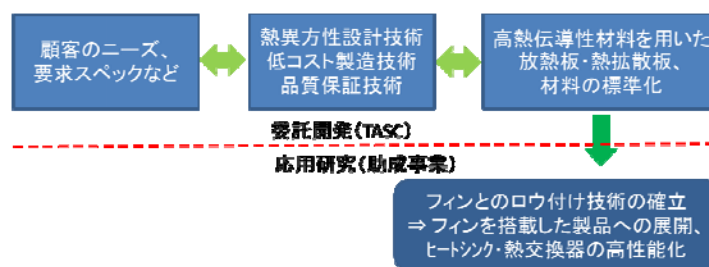 顧客のニーズ、
要求スペックなど
熱異方性設計技術
低コスト製造技術
品質保証技術
高熱伝導性材料を用いた
放熱板・熱拡散板、
材料の標準化
委託開発(TASC)
応用研究(助成事業)
フィンとのロウ付け技術の確立
⇒ フィンを搭載した製品への展開、
ヒートシンク・熱交換器の高性能化